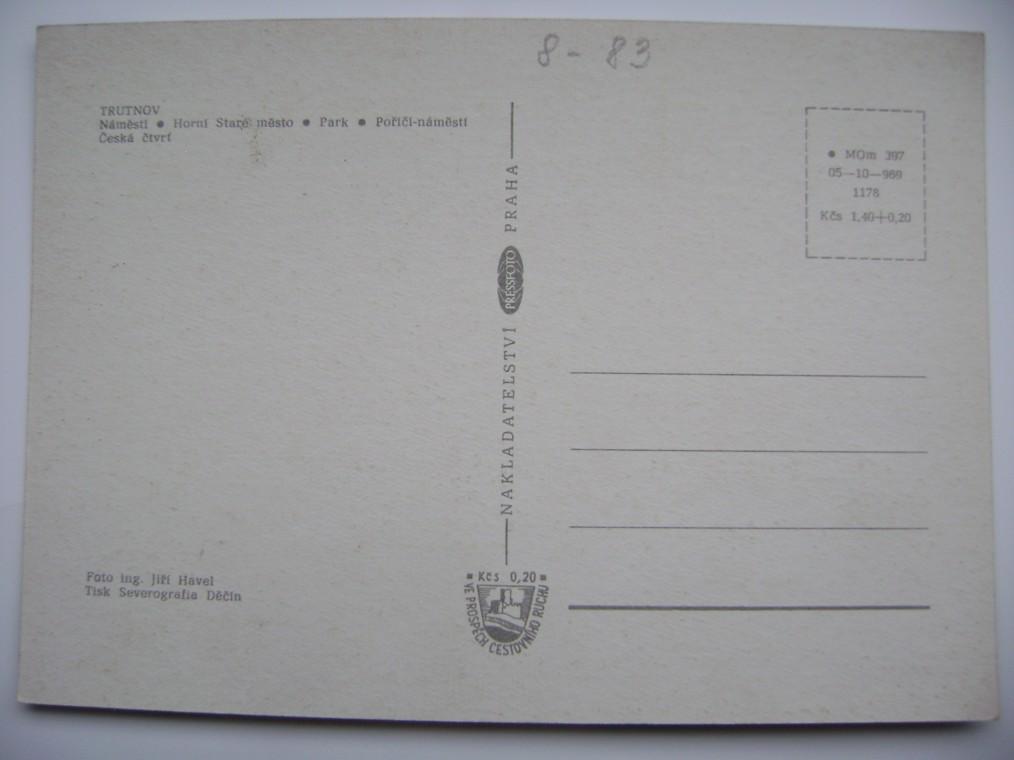 8 - 83
TRUTNOV
Náměstí ● Horní Staré město ● Park ● Poříčí-náměstí
Česká čtvrť
● MOm 397
05—10—969
1178
Kčs 1,40+0,20
NAKLADATELSTVÍ PRESSFOTO PRAHA
Foto ing. Jiří Havel
Tisk Severografia Děčín
▪ Kčs 0,20 ▪
VE PROSPĚCH CESTOVNÍHO RUCHU